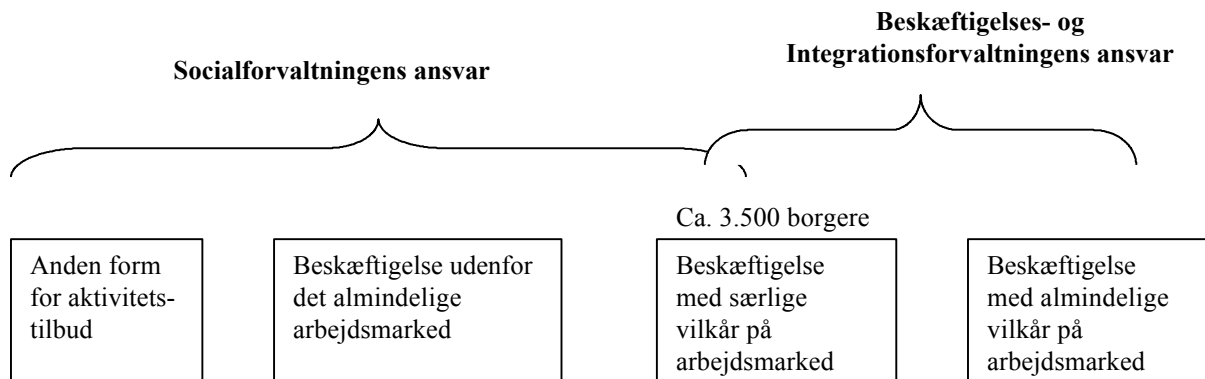 Beskæftigelses- og
Integrationsforvaltningens ansvar
Socialforvaltningens ansvar
Ca. 3.500 borgere
Anden form
for aktivitets-
tilbud
Beskæftigelse udenfor
det almindelige
arbejdsmarked
Beskæftigelse
med særlige
vilkår på
arbejdsmarked
Beskæftigelse
med almindelige
vilkår på
arbejdsmarked